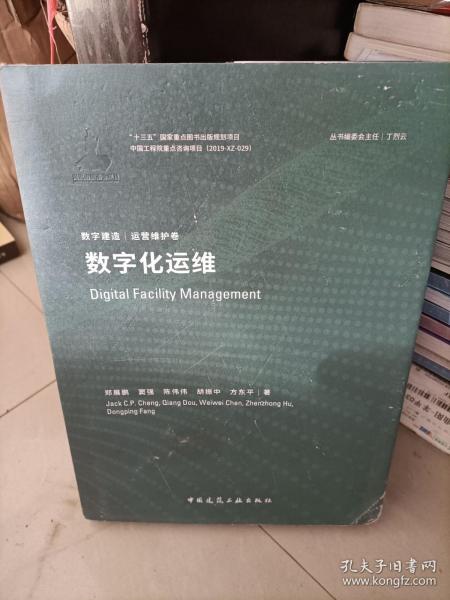 "十三五"国家重点图书出版规划项目
中国工程院重点咨询项目（2019-XZ-029）
丛书编委会主任｜丁烈云
数字建造｜运营维护卷
数字化运维
Digital Facility Management
郑展鹏 窦强 陈伟伟 胡振中 方东平｜著
Jack C.P. Cheng, Qiang Dou, Weiwei Chen, Zhenzhong Hu,
Dongping Fang
中国建筑工业出版社
孔夫子旧书网
www.kongfz.com